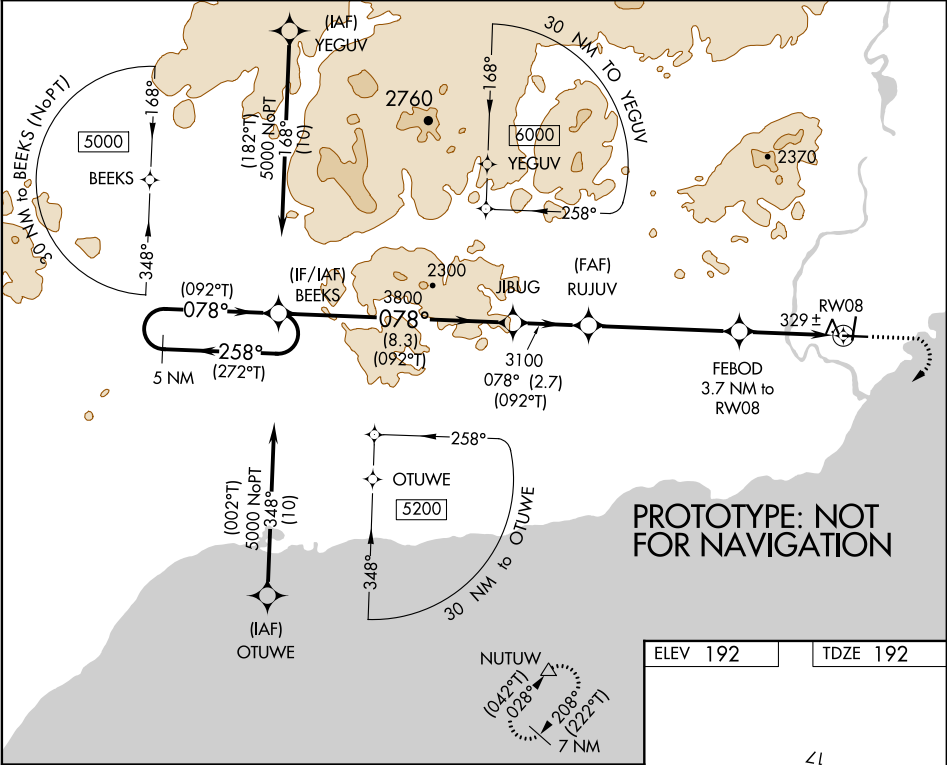 (IAF)
YEGUV
30 NM TO YEGUV
30 NM to BEEKS (NoPT)
168°
5000
BEEKS
348°
(182°T)
5000 NoPT
168°
(10)
2760
168°
6000
YEGUV
258°
2370
(IF/IAF)
BEEKS
2300
(FAF)
RUJUV
JIBUG
(092°T)
078°
3800
078°
(8.3)
(092°T)
RW08
329 ±
258°
(272°T)
5 NM
3100
078° (2.7)
(092°T)
FEBOD
3.7 NM to
RW08
258°
OTUWE
5200
348°
30 NM to OTUWE
(002°T)
5000 NoPT
348°
(10)
PROTOTYPE: NOT
FOR NAVIGATION
(IAF)
OTUWE
NUTUW
(042°T)
028°
208°
(222°T)
7 NM
ELEV 192
TDZE 192
17